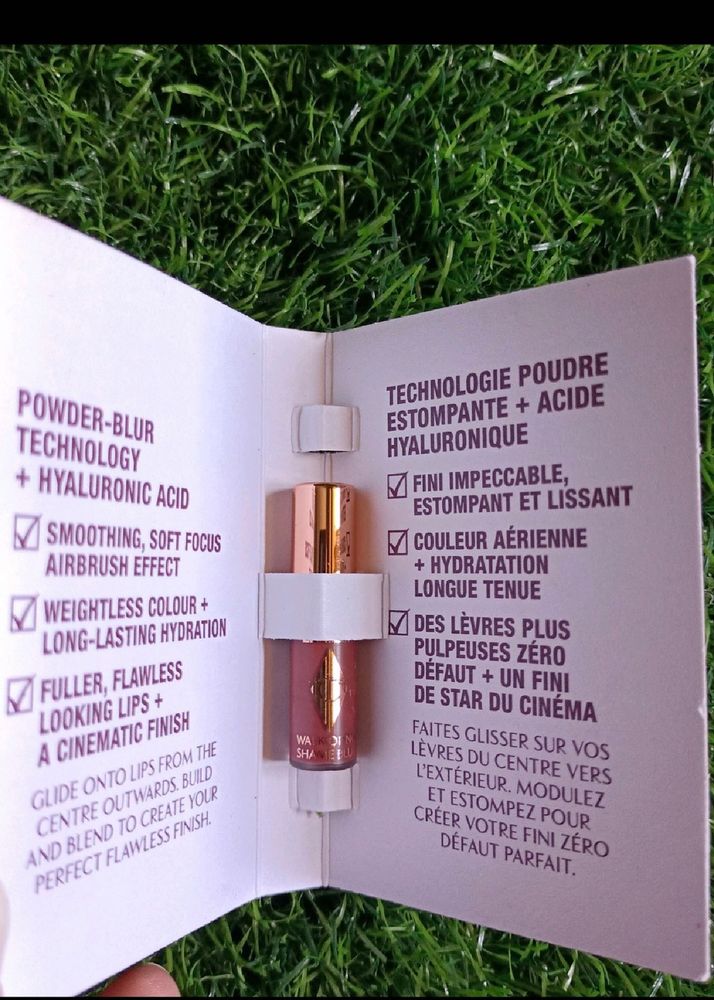 POWDER-BLUR
TECHNOLOGY
+ HYALURONIC ACID
SMOOTHING, SOFT FOCUS
AIRBRUSH EFFECT
WEIGHTLESS COLOUR +
LONG-LASTING HYDRATION
FULLER, FLAWLESS
LOOKING LIPS +
A CINEMATIC FINISH
GLIDE ONTO LIPS FROM THE
CENTRE OUTWARDS. BUILD
AND BLEND TO CREATE YOUR
PERFECT FLAWLESS FINISH.
TECHNOLOGIE POUDRE
ESTOMPANTE + ACIDE
HYALURONIQUE
FINI IMPECCABLE,
ESTOMPANT ET LISSANT
COULEUR AÉRIENNE
+ HYDRATATION
LONGUE TENUE
DES LÈVRES PLUS
PULPEUSES ZÉRO
DÉFAUT + UN FINI
DE STAR DU CINÉMA
FAITES GLISSER SUR VOS
LÈVRES DU CENTRE VERS
L'EXTÉRIEUR. MODULEZ
ET ESTOMPEZ POUR
CRÉER VOTRE FINI ZÉRO
DÉFAUT PARFAIT.